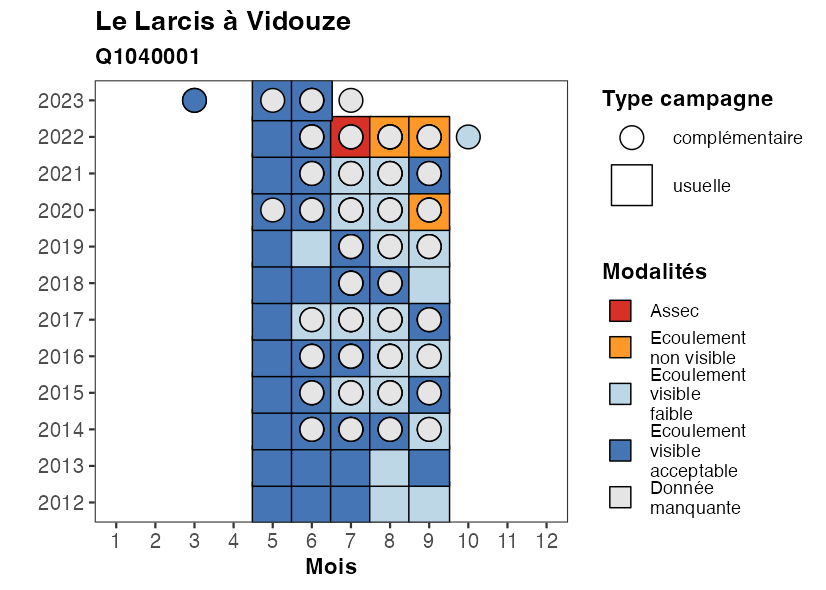 Le Larcis à Vidouze
Q1040001
2023
2022
2021
2020
2019
2018
2017
2016
2015
2014
2013
2012
1 2 3 4 5 6 7 8 9 10 11 12
Mois
Type campagne
complémentaire
usuelle
Modalités
Assec
Ecoulement
non visible
Ecoulement
visible
faible
Ecoulement
visible
acceptable
Donnée
manquante